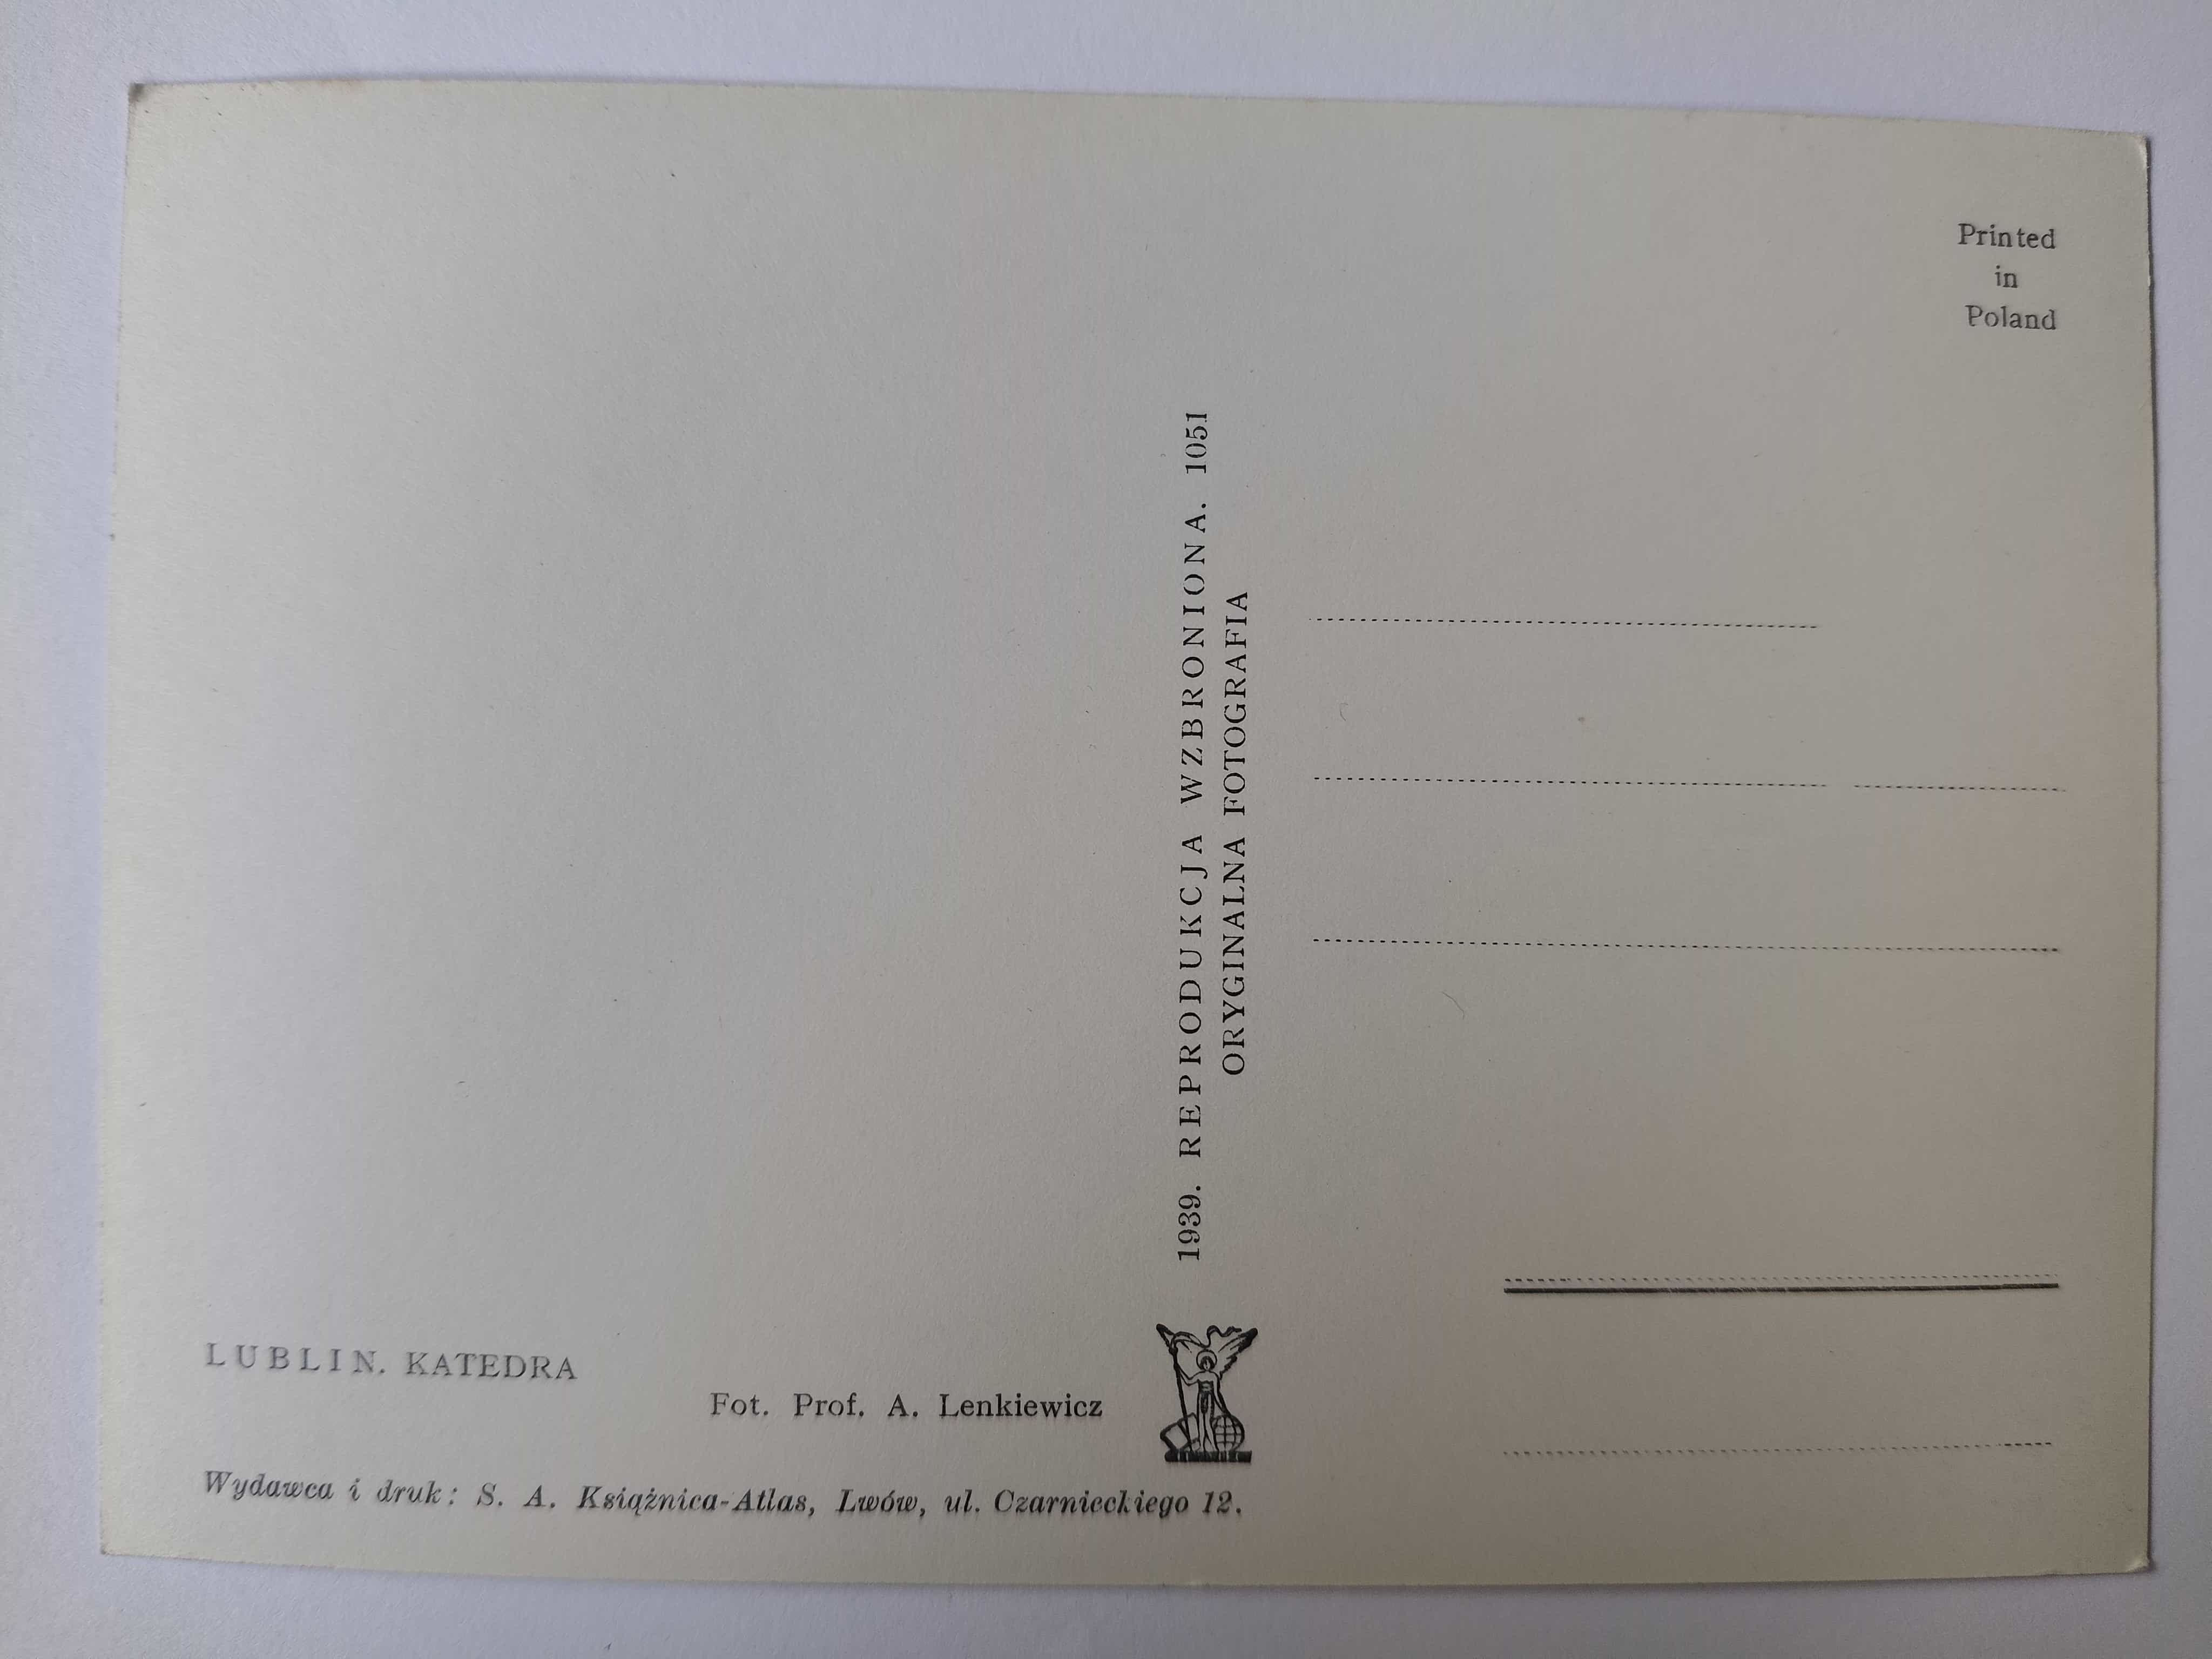 Printed
in
Poland
1939. REPRODUKCJA WZBRONIONA. 1051
ORYGINALNA FOTOGRAFIA
LUBLIN. KATEDRA
Fot. Prof. A. Lenkiewicz
Wydawca i druk: S. A. Książnica-Atlas, Lwów, ul. Czarnieckiego 12.